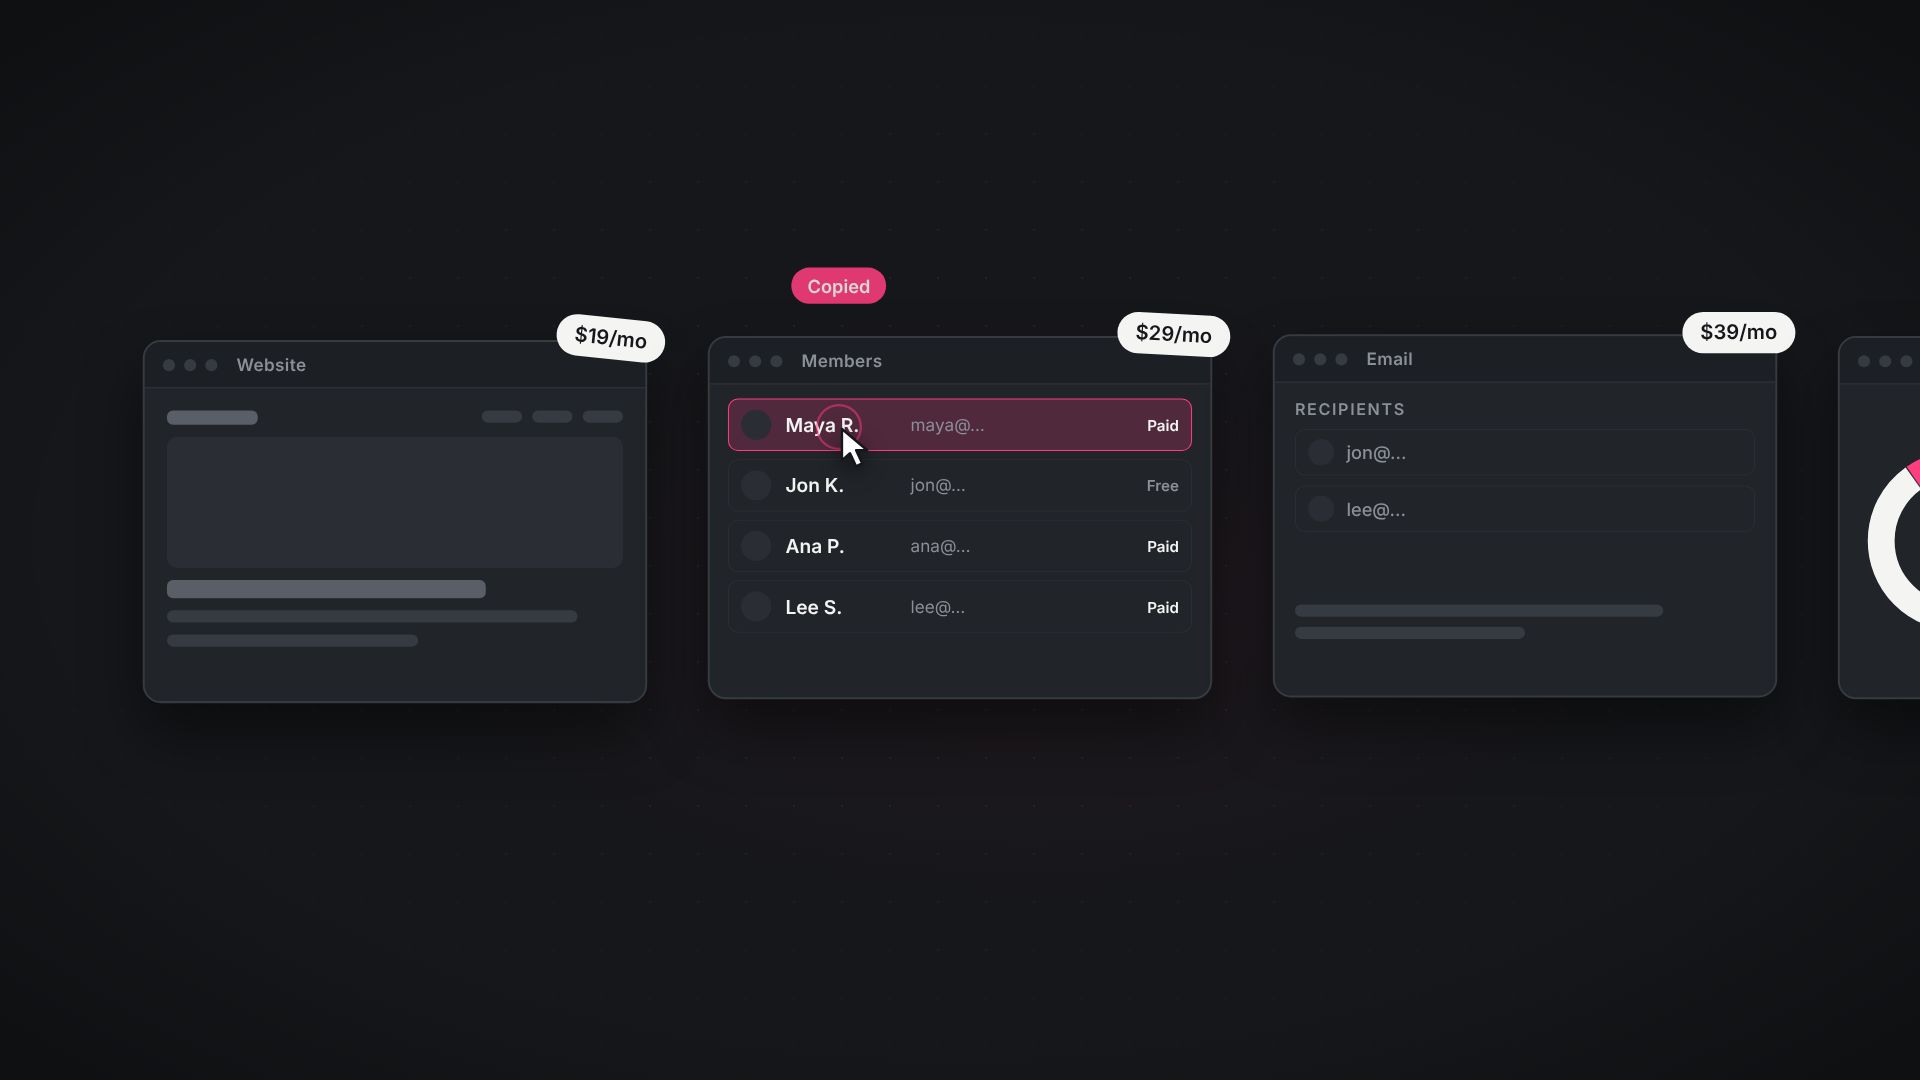 Copied
$19/mo
Website
$29/mo
Members
Maya R. maya@... Paid
Jon K. jon@... Free
Ana P. ana@... Paid
Lee S. lee@... Paid
$39/mo
Email
RECIPIENTS
jon@...
lee@...